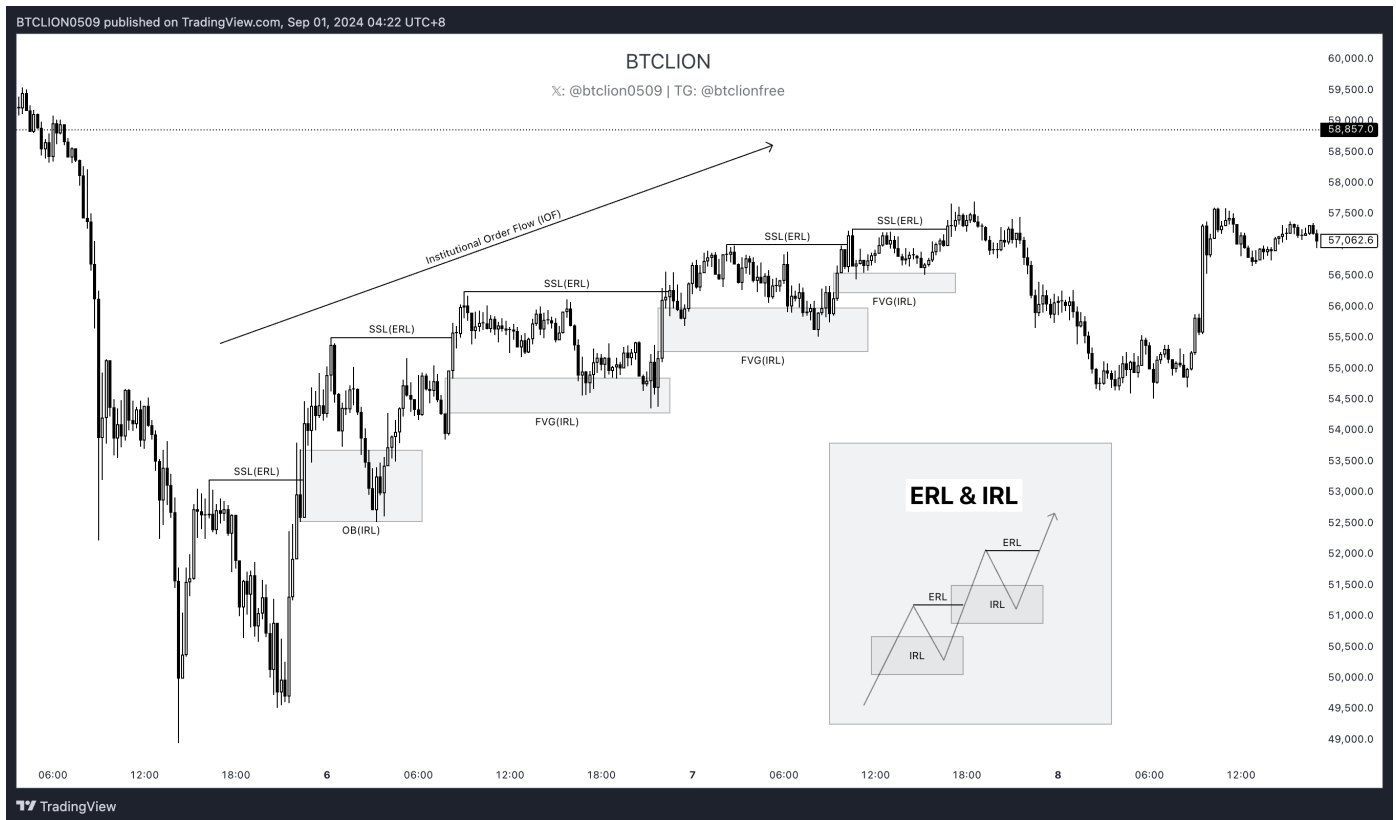 BTCLION0509 published on TradingView.com, Sep 01, 2024 04:22 UTC+8
BTCLION
𝕏: @btclion0509 | TG: @btclionfree
Institutional Order Flow (IOF)
SSL(ERL)
SSL(ERL)
SSL(ERL)
SSL(ERL)
SSL(ERL)
FVG(IRL)
FVG(IRL)
FVG(IRL)
OB(IRL)
ERL & IRL
ERL
ERL
IRL
IRL
60,000.0
59,500.0
59,000.0
58,857.0
58,500.0
58,000.0
57,500.0
57,062.6
56,500.0
56,000.0
55,500.0
55,000.0
54,500.0
54,000.0
53,500.0
53,000.0
52,500.0
52,000.0
51,500.0
51,000.0
50,500.0
50,000.0
49,500.0
49,000.0
06:00 12:00 18:00 6 06:00 12:00 18:00 7 06:00 12:00 18:00 8 06:00 12:00
TradingView